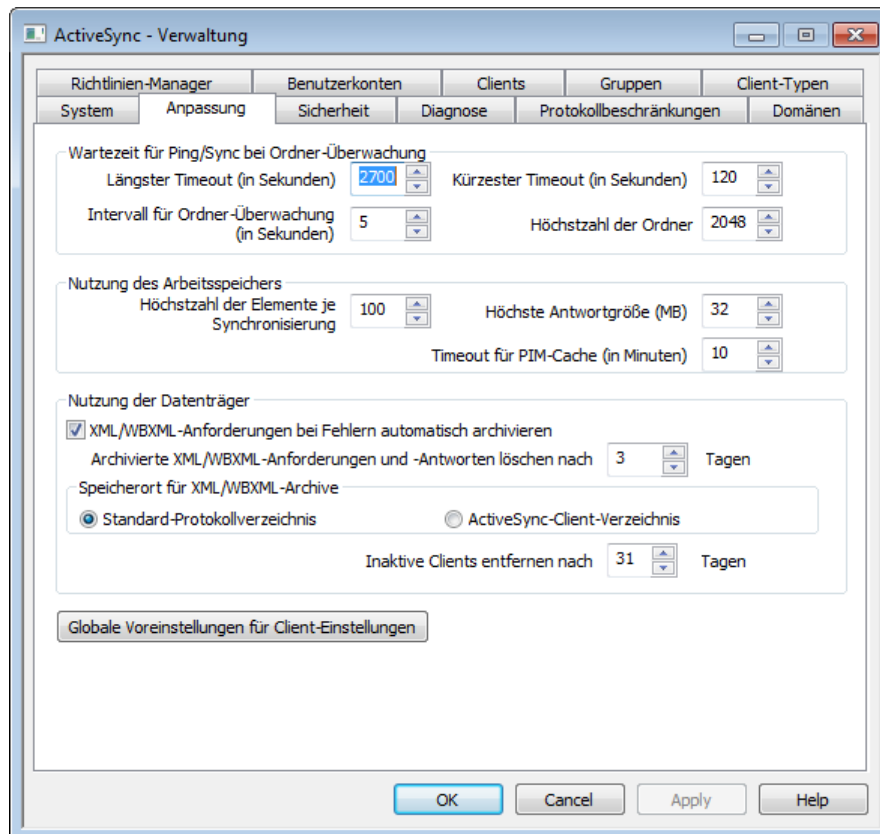 ActiveSync - Verwaltung
Richtlinien-Manager Benutzerkonten Clients Gruppen Client-Typen
System Anpassung Sicherheit Diagnose Protokollbeschränkungen Domänen
Wartezeit für Ping/Sync bei Ordner-Überwachung
Längster Timeout (in Sekunden) 2700 Kürzester Timeout (in Sekunden) 120
Intervall für Ordner-Überwachung
(in Sekunden) 5 Höchstzahl der Ordner 2048
Nutzung des Arbeitsspeichers
Höchstzahl der Elemente je
Synchronisierung 100 Höchste Antwortgröße (MB) 32
Timeout für PIM-Cache (in Minuten) 10
Nutzung der Datenträger
XML/WBXML-Anforderungen bei Fehlern automatisch archivieren
Archivierte XML/WBXML-Anforderungen und -Antworten löschen nach 3 Tagen
Speicherort für XML/WBXML-Archive
Standard-Protokollverzeichnis ActiveSync-Client-Verzeichnis
Inaktive Clients entfernen nach 31 Tagen
Globale Voreinstellungen für Client-Einstellungen
OK Cancel Apply Help